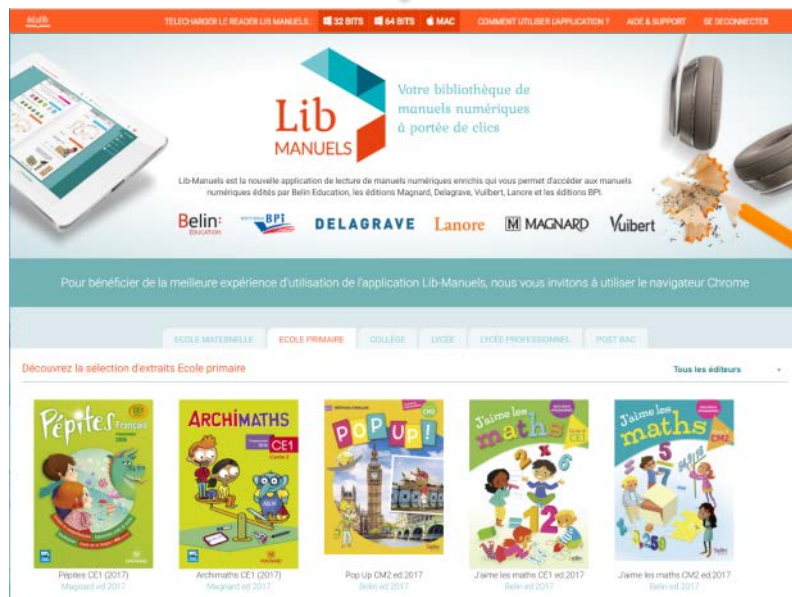 TELECHARGER LE READER LIB MANUELS : 32 BITS 64 BITS MAC COMMENT UTILISER L'APPLICATION ? AIDE & SUPPORT SE DECONNECTER
Lib
MANUELS
Votre bibliothèque de
manuels numériques
à portée de clics
Lib-Manuels est la nouvelle application de lecture de manuels numériques enrichis qui vous permet d'accéder aux manuels
numériques édités par Belin Education, les éditions Magnard, Delagrave, Vuibert, Lanore et les éditions BPI.
Belin:
EDUCATION
BPI
DELAGRAVE
Lanore
M MAGNARD
Vuibert
Pour bénéficier de la meilleure expérience d'utilisation de l'application Lib-Manuels, nous vous invitons à utiliser le navigateur Chrome
ECOLE MATERNELLE ECOLE PRIMAIRE COLLÈGE LYCÉE LYCÉE PROFESSIONNEL POST BAC
Découvrez la sélection d'extraits Ecole primaire
Tous les éditeurs
Pépites Français
CE1
ARCHIMATHS
CE1
Cycle 2
POP UP!
CM2
J'aime les
maths
CE1
J'aime les
maths
CM2
Pépites CE1 (2017)
Magnard ed 2017
Archimaths CE1 (2017)
Magnard ed 2017
Pop Up CM2 ed.2017
Belin ed 2017
J'aime les maths CE1 ed.2017
Belin ed 2017
J'aime les maths CM2 ed.2017
Belin ed 2017